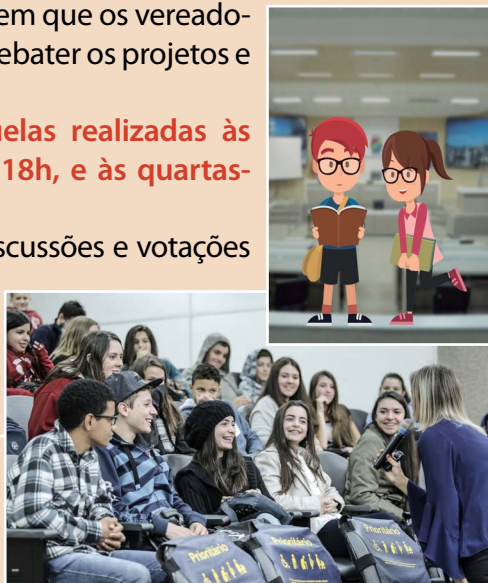 em que os vereado-
ebater os projetos e
uelas realizadas às
18h, e às quartas-
scussões e votações
Prioritário
Prioritário
Prioritário